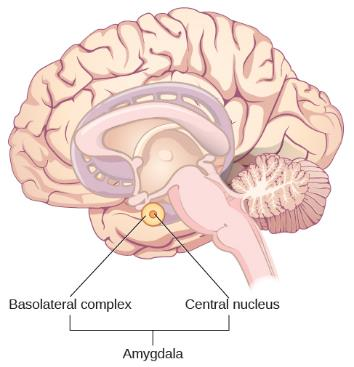 Basolateral complex
Central nucleus
Amygdala